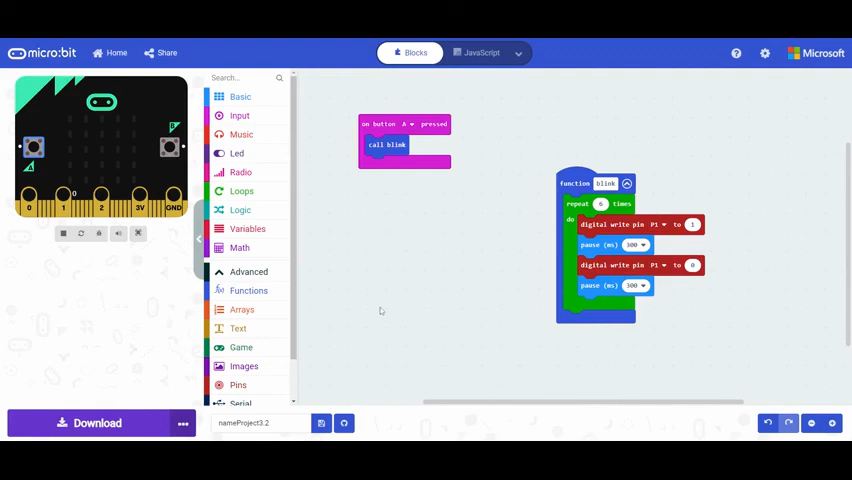 micro:bit
Home
Share
Blocks
JavaScript
Microsoft
Search...
Basic
Input
Music
Led
Radio
Loops
Logic
Variables
Math
Advanced
Functions
Arrays
Text
Game
Images
Pins
Serial
A
B
0
0 1 2 3V GND
on button A pressed
call blink
function blink
repeat 6 times
do
digital write pin P1 to 1
pause (ms) 300
digital write pin P1 to 0
pause (ms) 300
Download
nameProject3.2